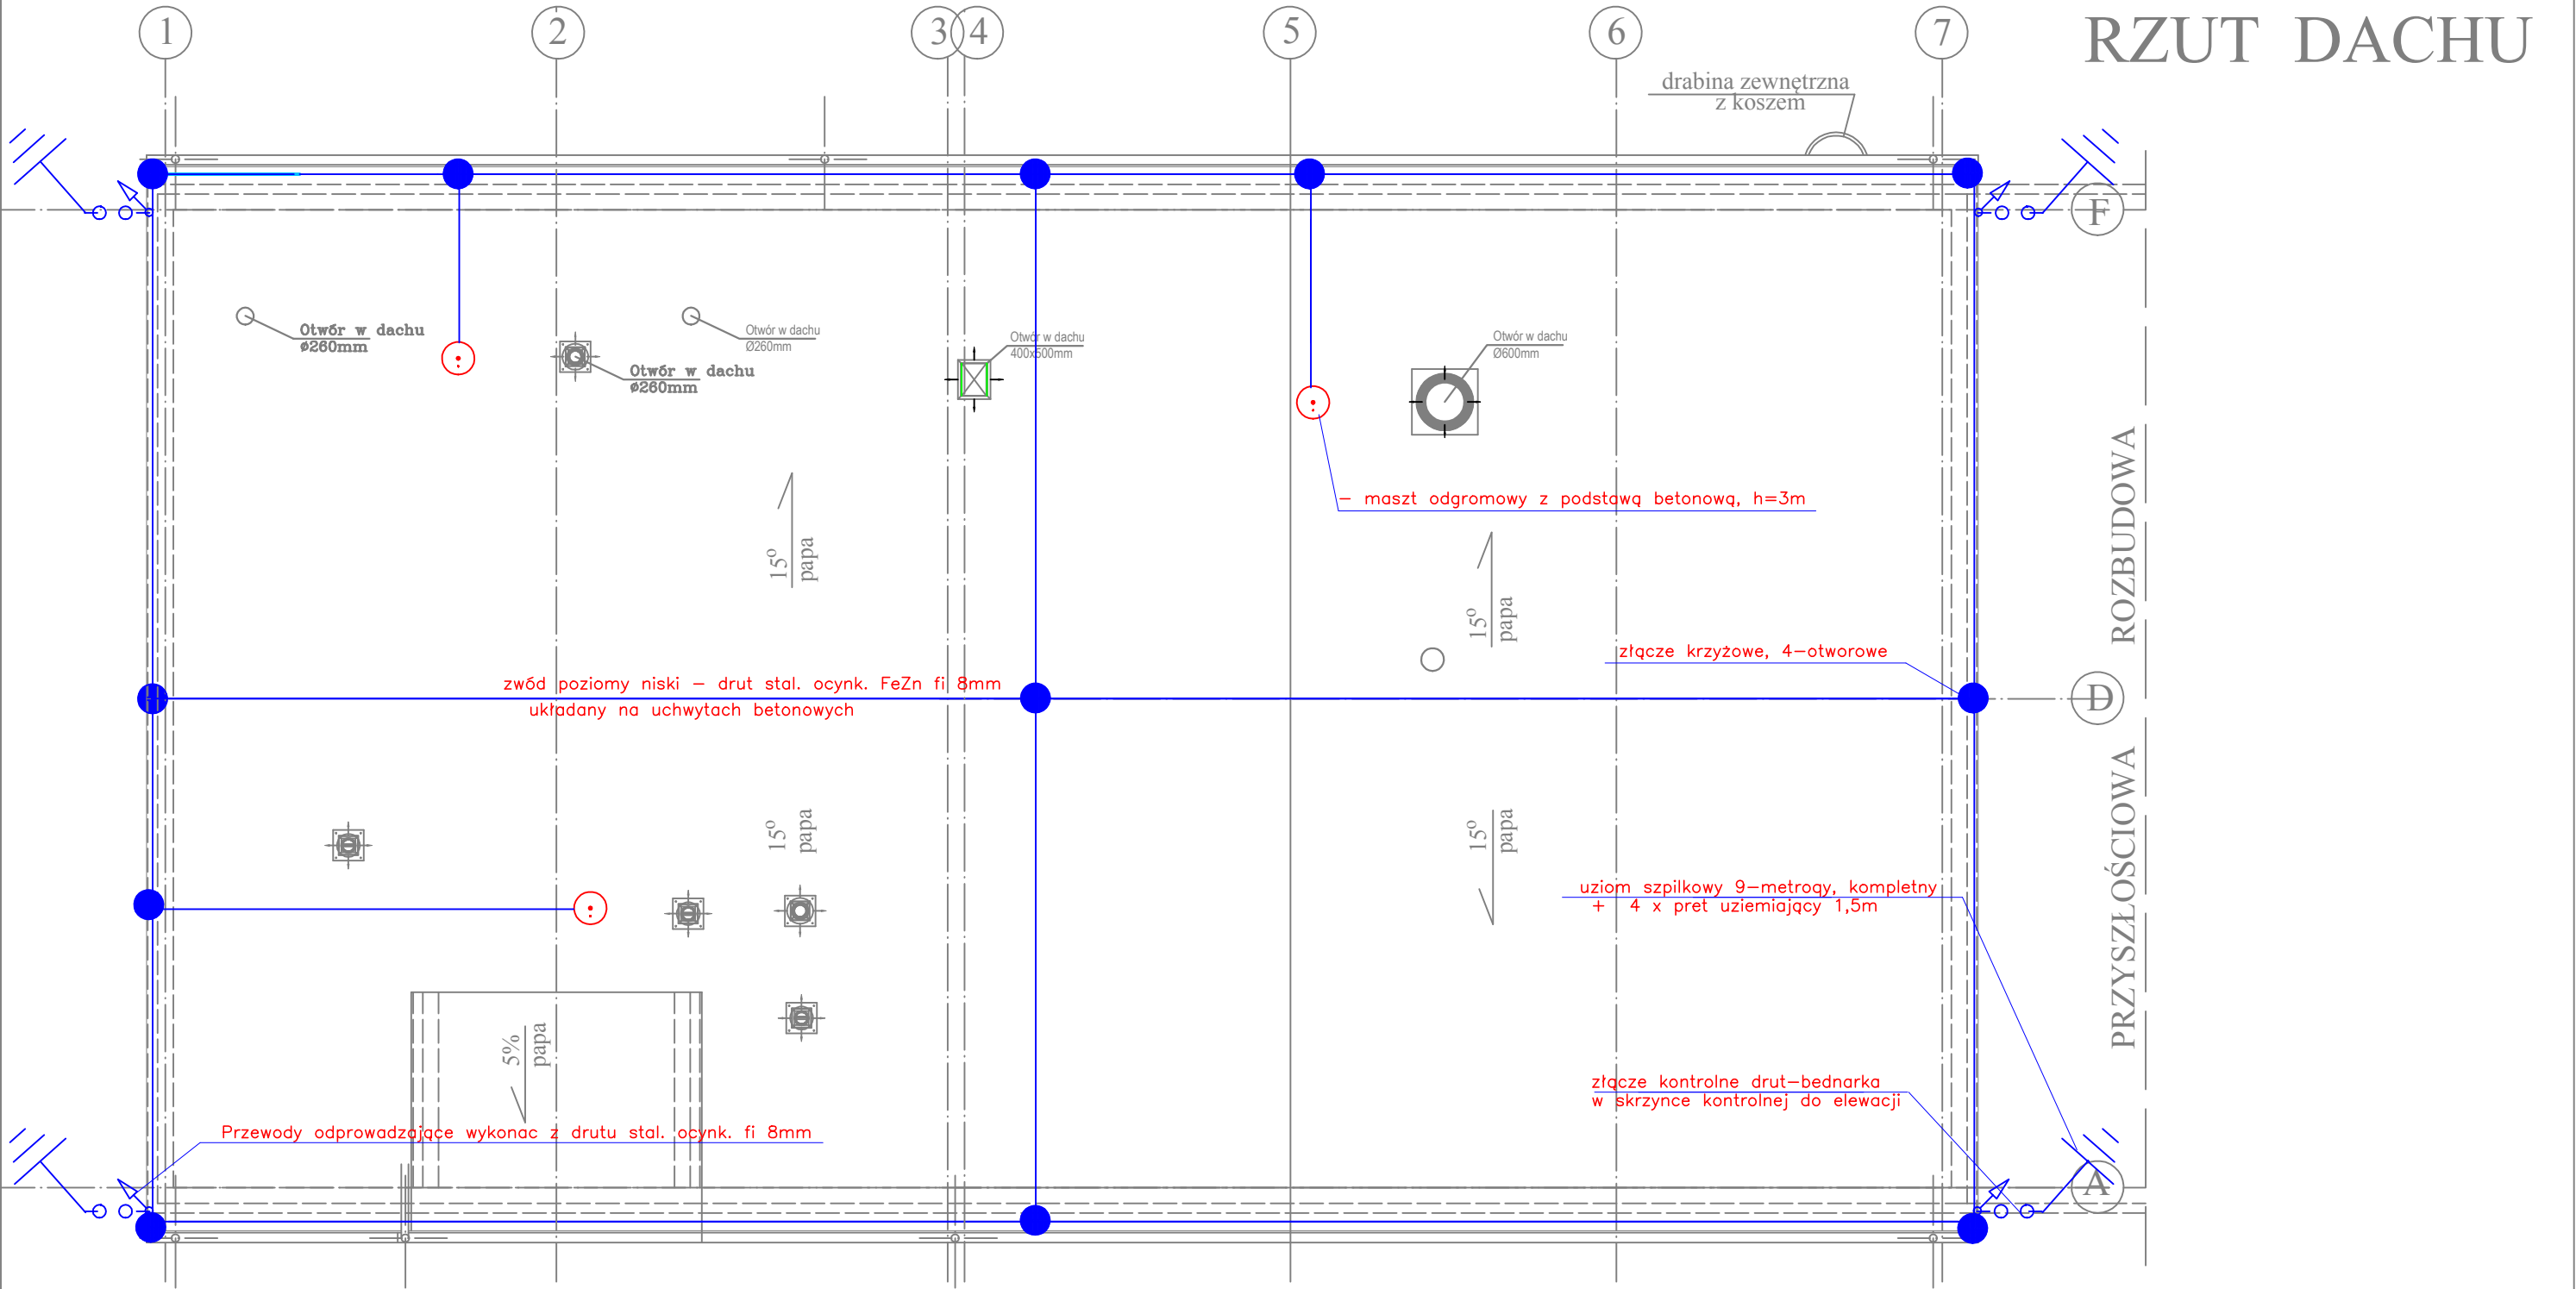 1
2
3
4
5
6
7
RZUT DACHU
drabina zewnętrzna
z koszem
F
Otwór w dachu
ø260mm
Otwór w dachu
ø260mm
Otwór w dachu
Ø260mm
Otwór w dachu
400x500mm
Otwór w dachu
Ø600mm
– maszt odgromowy z podstawą betonową, h=3m
15°
papa
15°
papa
ROZBUDOWA
złącze krzyżowe, 4–otworowe
zwód poziomy niski – drut stal. ocynk. FeZn fi 8mm
układany na uchwytach betonowych
D
PRZYSZŁOŚCIOWA
15°
papa
15°
papa
uziom szpilkowy 9–metroąy, kompletny
+ 4 x pret uziemiający 1,5m
5%
papa
złącze kontrolne drut–bednarka
w skrzynce kontrolnej do elewacji
Przewody odprowadzające wykonac z drutu stal. ocynk. fi 8mm
A